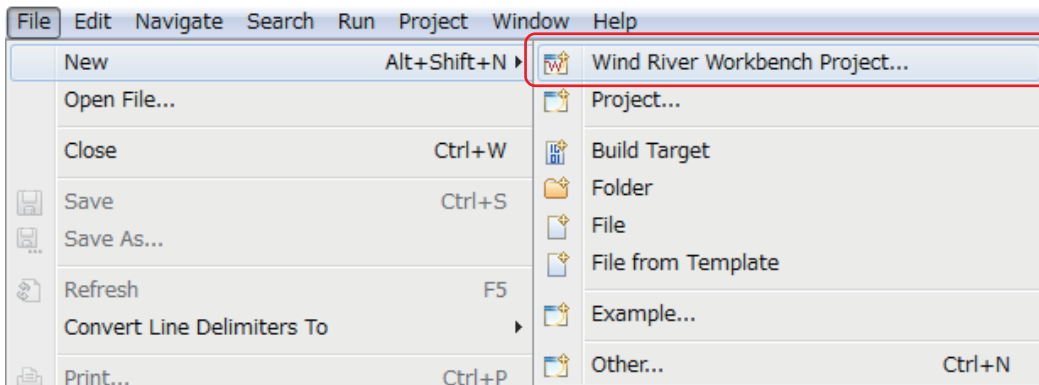 File Edit Navigate Search Run Project Window Help
New Alt+Shift+N
Open File...
Close Ctrl+W
Save Ctrl+S
Save As...
Refresh F5
Convert Line Delimiters To
Print... Ctrl+P
Wind River Workbench Project...
Project...
Build Target
Folder
File
File from Template
Example...
Other... Ctrl+N